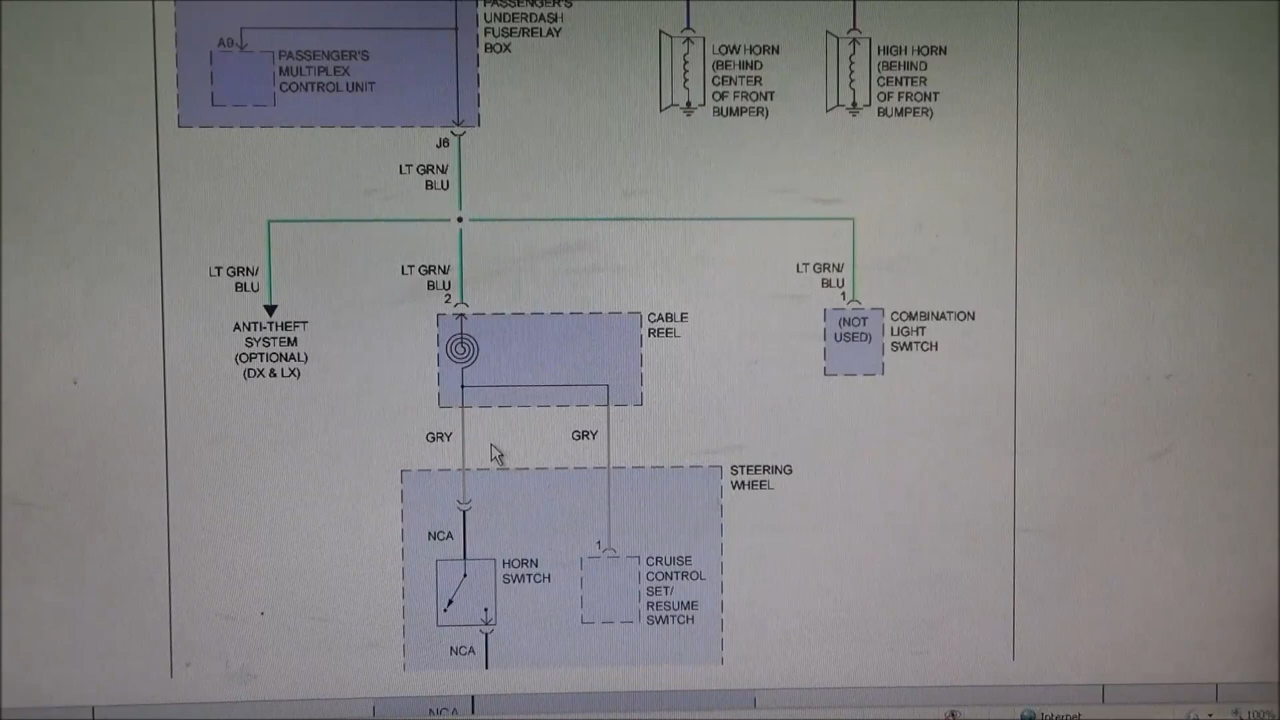 PASSENGER'S
UNDERDASH
FUSE/RELAY
BOX
A9
PASSENGER'S
MULTIPLEX
CONTROL UNIT
LOW HORN
(BEHIND
CENTER
OF FRONT
BUMPER)
HIGH HORN
(BEHIND
CENTER
OF FRONT
BUMPER)
J6
LT GRN/
BLU
LT GRN/
BLU
LT GRN/
BLU
2
LT GRN/
BLU
1
ANTI-THEFT
SYSTEM
(OPTIONAL)
(DX & LX)
CABLE
REEL
(NOT
USED)
COMBINATION
LIGHT
SWITCH
GRY
GRY
STEERING
WHEEL
NCA
HORN
SWITCH
1
CRUISE
CONTROL
SET/
RESUME
SWITCH
NCA
NCA
Internet
100%